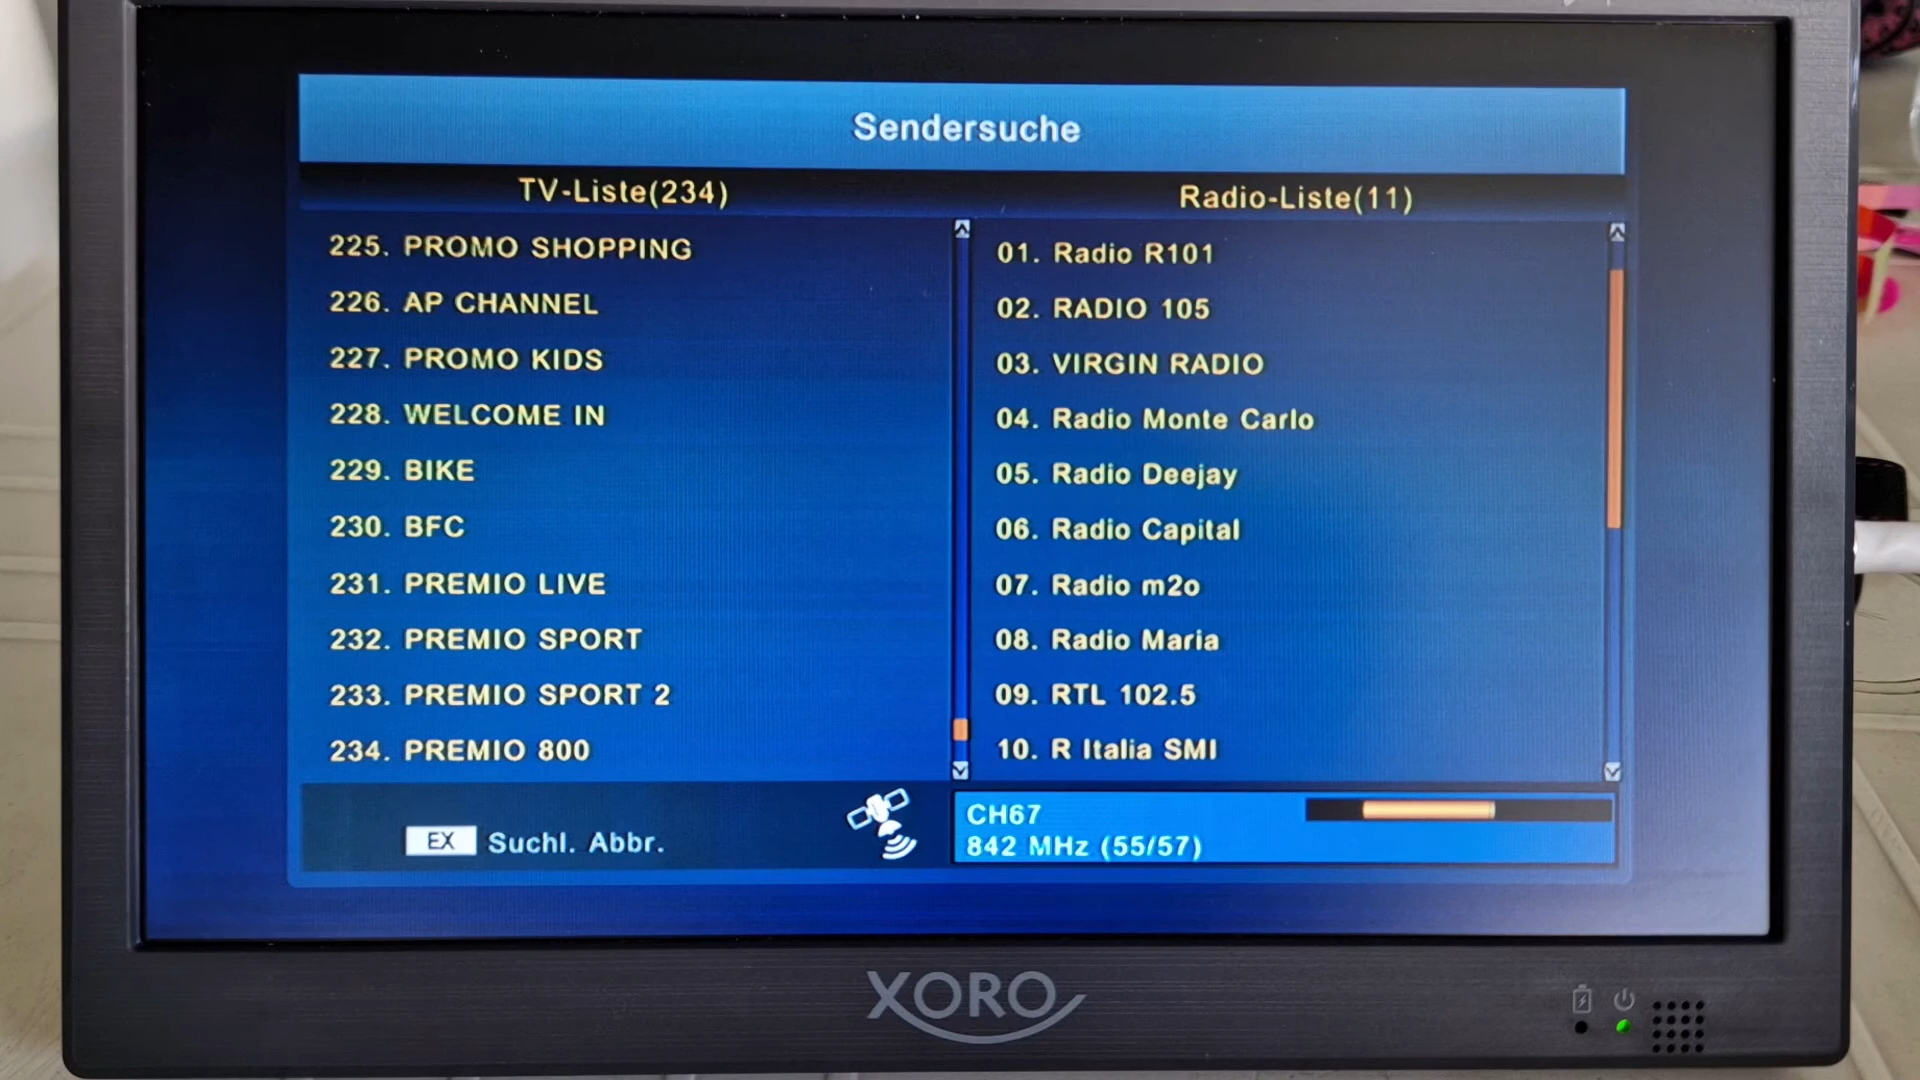 Sendersuche
TV-Liste(234)
Radio-Liste(11)
225. PROMO SHOPPING
226. AP CHANNEL
227. PROMO KIDS
228. WELCOME IN
229. BIKE
230. BFC
231. PREMIO LIVE
232. PREMIO SPORT
233. PREMIO SPORT 2
234. PREMIO 800
01. Radio R101
02. RADIO 105
03. VIRGIN RADIO
04. Radio Monte Carlo
05. Radio Deejay
06. Radio Capital
07. Radio m2o
08. Radio Maria
09. RTL 102.5
10. R Italia SMI
EX Suchl. Abbr.
CH67
842 MHz (55/57)
XORO